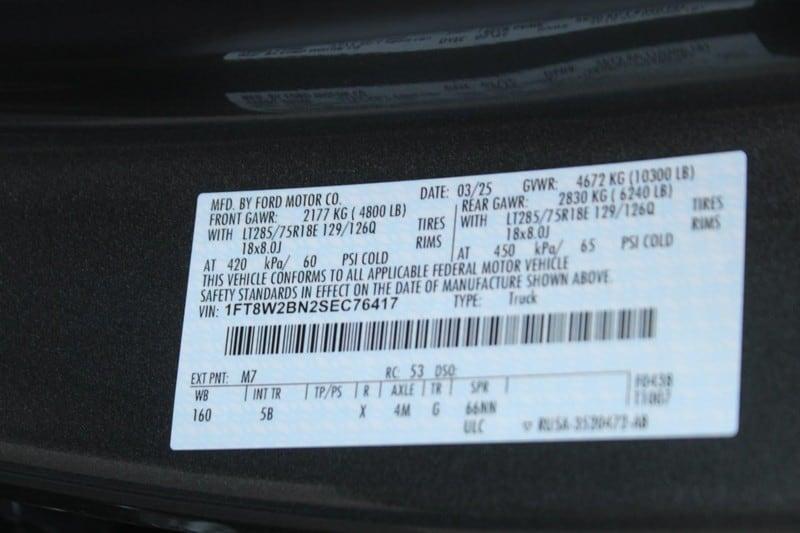 MFD. BY FORD MOTOR CO. DATE: 03/25 GVWR: 4672 KG (10300 LB)
FRONT GAWR: 2177 KG ( 4800 LB) REAR GAWR: 2830 KG ( 6240 LB)
WITH LT285/75R18E 129/126Q TIRES WITH LT285/75R18E 129/126Q TIRES
18x8.0J RIMS 18x8.0J RIMS
AT 420 kPa/ 60 PSI COLD AT 450 kPa/ 65 PSI COLD
THIS VEHICLE CONFORMS TO ALL APPLICABLE FEDERAL MOTOR VEHICLE
SAFETY STANDARDS IN EFFECT ON THE DATE OF MANUFACTURE SHOWN ABOVE.
VIN: 1FT8W2BN2SEC76417 TYPE: Truck
EXT PNT: M7 RC: 53 DSO:
WB INT TR TP/PS R AXLE TR SPR
160 5B X 4M G 66NN
ULC